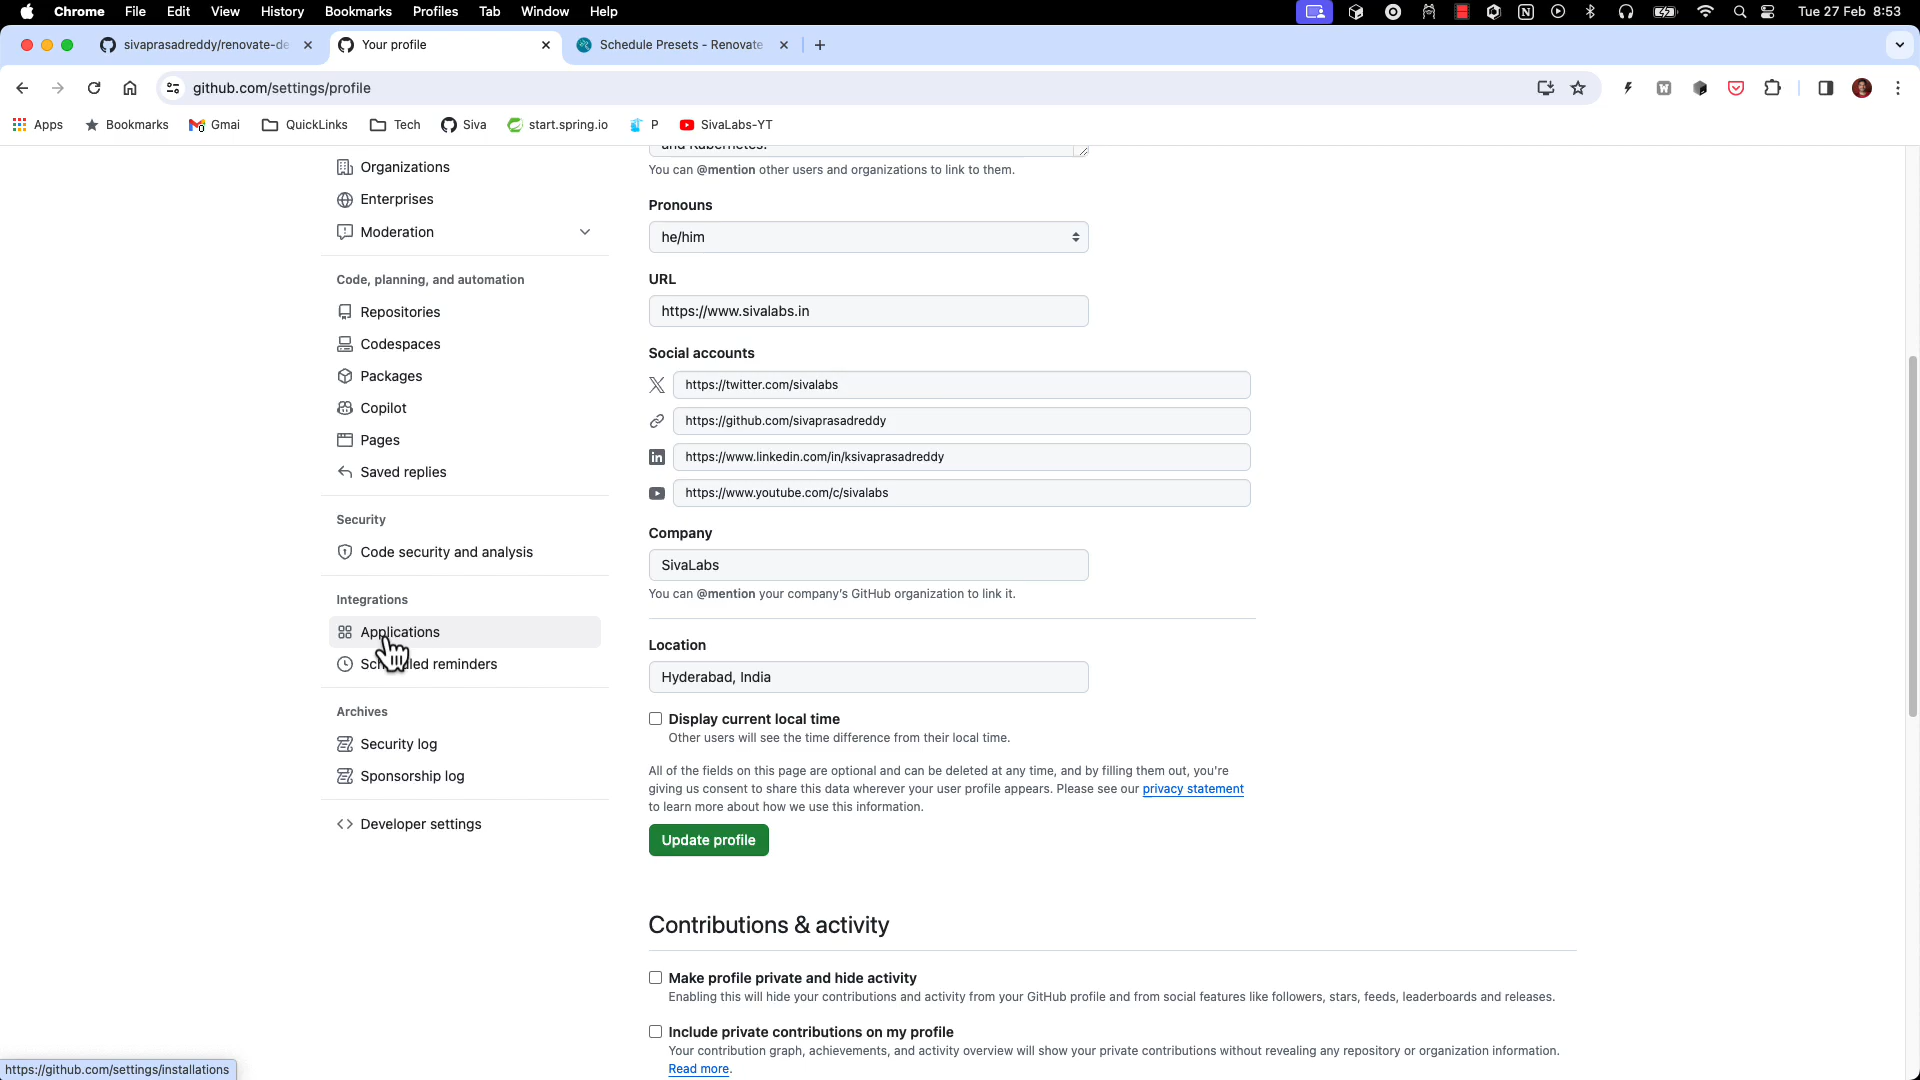 Chrome File Edit View History Bookmarks Profiles Tab Window Help Tue 27 Feb 8:53
sivaprasadreddy/renovate-de Your profile Schedule Presets - Renovate
github.com/settings/profile
Apps Bookmarks Gmai QuickLinks Tech Siva start.spring.io P SivaLabs-YT
Organizations
Enterprises
Moderation
Code, planning, and automation
Repositories
Codespaces
Packages
Copilot
Pages
Saved replies
Security
Code security and analysis
Integrations
Applications
Scheduled reminders
Archives
Security log
Sponsorship log
Developer settings
and Kubernetes.
You can @mention other users and organizations to link to them.
Pronouns
he/him
URL
https://www.sivalabs.in
Social accounts
https://twitter.com/sivalabs
https://github.com/sivaprasadreddy
https://www.linkedin.com/in/ksivaprasadreddy
https://www.youtube.com/c/sivalabs
Company
SivaLabs
You can @mention your company's GitHub organization to link it.
Location
Hyderabad, India
Display current local time
Other users will see the time difference from their local time.
All of the fields on this page are optional and can be deleted at any time, and by filling them out, you're
giving us consent to share this data wherever your user profile appears. Please see our privacy statement
to learn more about how we use this information.
Update profile
Contributions & activity
Make profile private and hide activity
Enabling this will hide your contributions and activity from your GitHub profile and from social features like followers, stars, feeds, leaderboards and releases.
Include private contributions on my profile
Your contribution graph, achievements, and activity overview will show your private contributions without revealing any repository or organization information.
Read more.
https://github.com/settings/installations